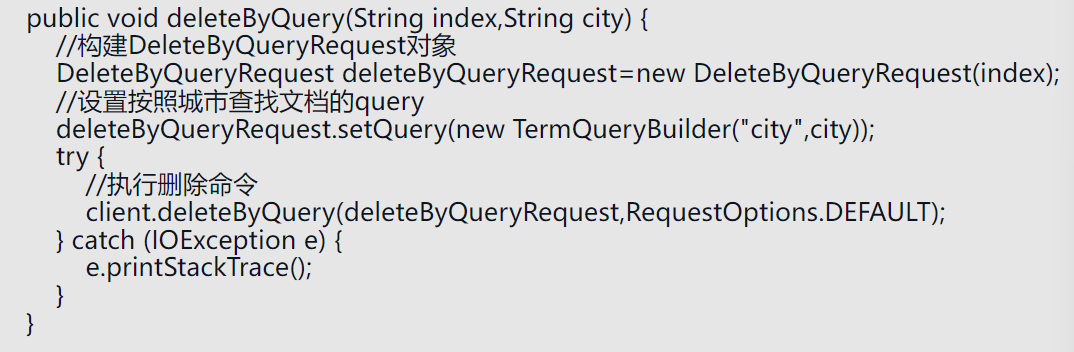 public void deleteByQuery(String index,String city) {
//构建DeleteByQueryRequest对象
DeleteByQueryRequest deleteByQueryRequest=new DeleteByQueryRequest(index);
//设置按照城市查找文档的query
deleteByQueryRequest.setQuery(new TermQueryBuilder("city",city));
try {
//执行删除命令
client.deleteByQuery(deleteByQueryRequest,RequestOptions.DEFAULT);
} catch (IOException e) {
e.printStackTrace();
}
}